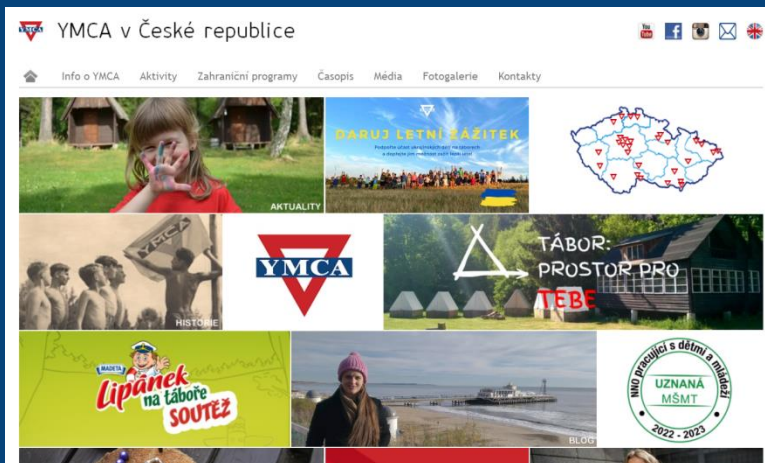 YMCA
YMCA v České republice
You
Tube
Info o YMCA
Aktivity
Zahraniční programy
Časopis
Média
Fotogalerie
Kontakty
AKTUALITY
DARUJ LETNÍ ZÁŽITEK
YMCA
HISTORIE
YMCA
TÁBOR:
PROSTOR PRO
TEBE
MADETA
Lipánek
na táboře
SOUTĚŽ
BLOG
NNO pracující s dětmi a mládeží
UZNANÁ
MŠMT
2022 - 2023